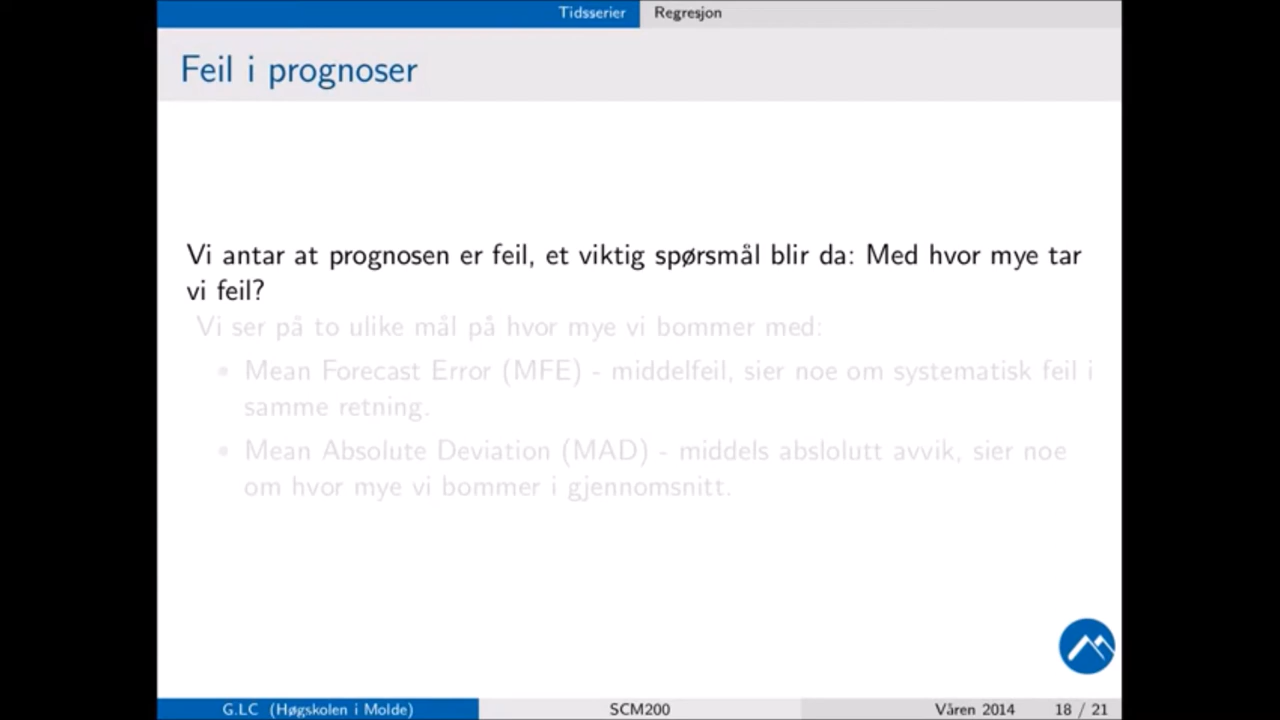 Tidsserier Regresjon
Feil i prognoser
Vi antar at prognosen er feil, et viktig spørsmål blir da: Med hvor mye tar
vi feil?
Vi ser på to ulike mål på hvor mye vi bommer med:
• Mean Forecast Error (MFE) - middelfeil, sier noe om systematisk feil i
samme retning.
• Mean Absolute Deviation (MAD) - middels abslolutt avvik, sier noe
om hvor mye vi bommer i gjennomsnitt.
G.LC (Høgskolen i Molde) SCM200 Våren 2014 18 / 21